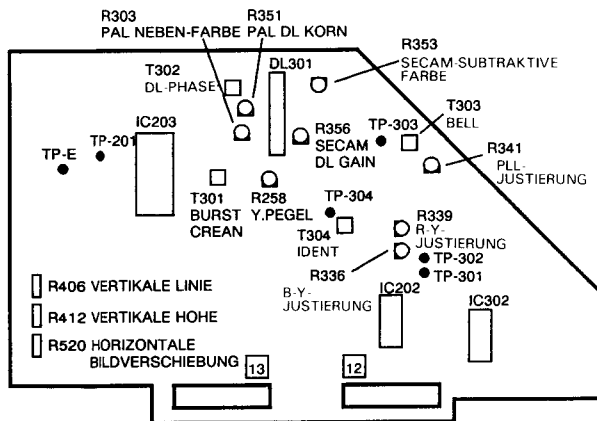 R303
PAL NEBEN-FARBE
R351
PAL DL KORN
R353
SECAM-SUBTRAKTIVE
FARBE
T302
DL-PHASE
DL301
IC203
TP-201
TP-E
R356
SECAM
DL GAIN
TP-303
T303
BELL
R341
PLL-
JUSTIERUNG
T301
BURST
CREAN
R258
Y.PEGEL
TP-304
T304
IDENT
R339
R-Y-
JUSTIERUNG
R336
B-Y-
JUSTIERUNG
TP-302
TP-301
IC202
IC302
R406 VERTIKALE LINIE
R412 VERTIKALE HOHE
R520 HORIZONTALE
BILDVERSCHIEBUNG
13
12